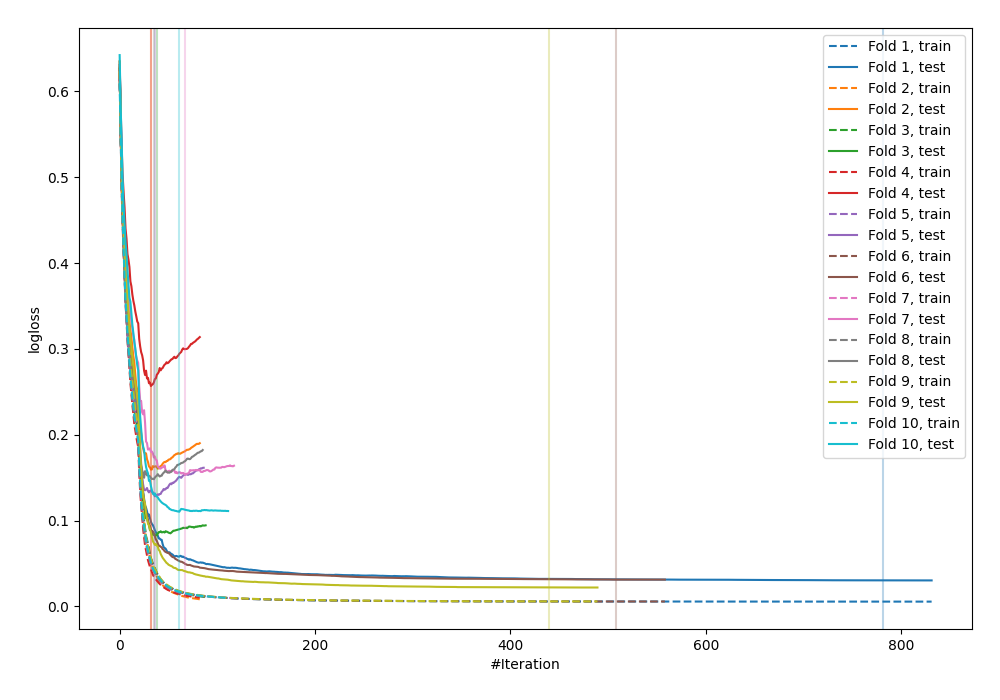 logloss
0.6
0.5
0.4
0.3
0.2
0.1
0.0
0
200
400
600
800
#Iteration
Fold 1, train
Fold 1, test
Fold 2, train
Fold 2, test
Fold 3, train
Fold 3, test
Fold 4, train
Fold 4, test
Fold 5, train
Fold 5, test
Fold 6, train
Fold 6, test
Fold 7, train
Fold 7, test
Fold 8, train
Fold 8, test
Fold 9, train
Fold 9, test
Fold 10, train
Fold 10, test